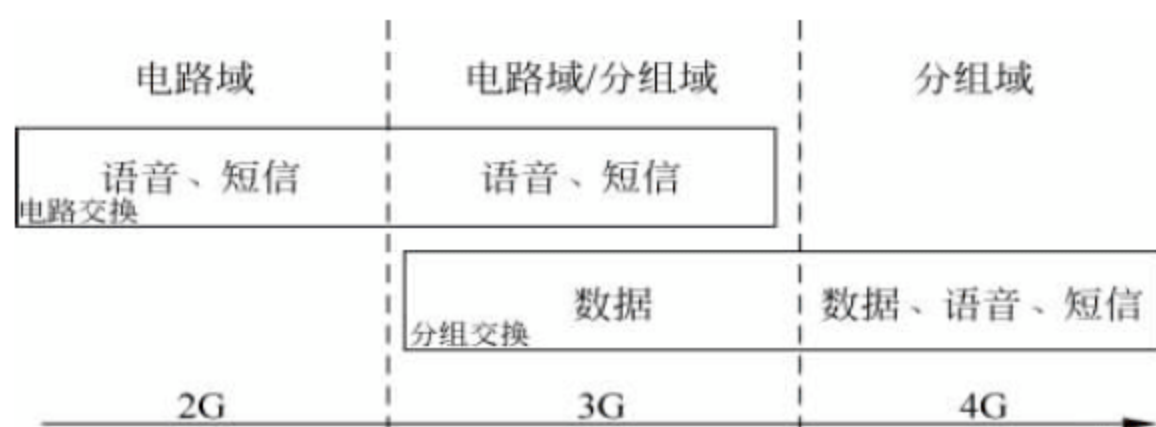 电路域 电路域/分组域 分组域
语音、短信 语音、短信
电路交换
数据 数据、语音、短信
分组交换
2G 3G 4G